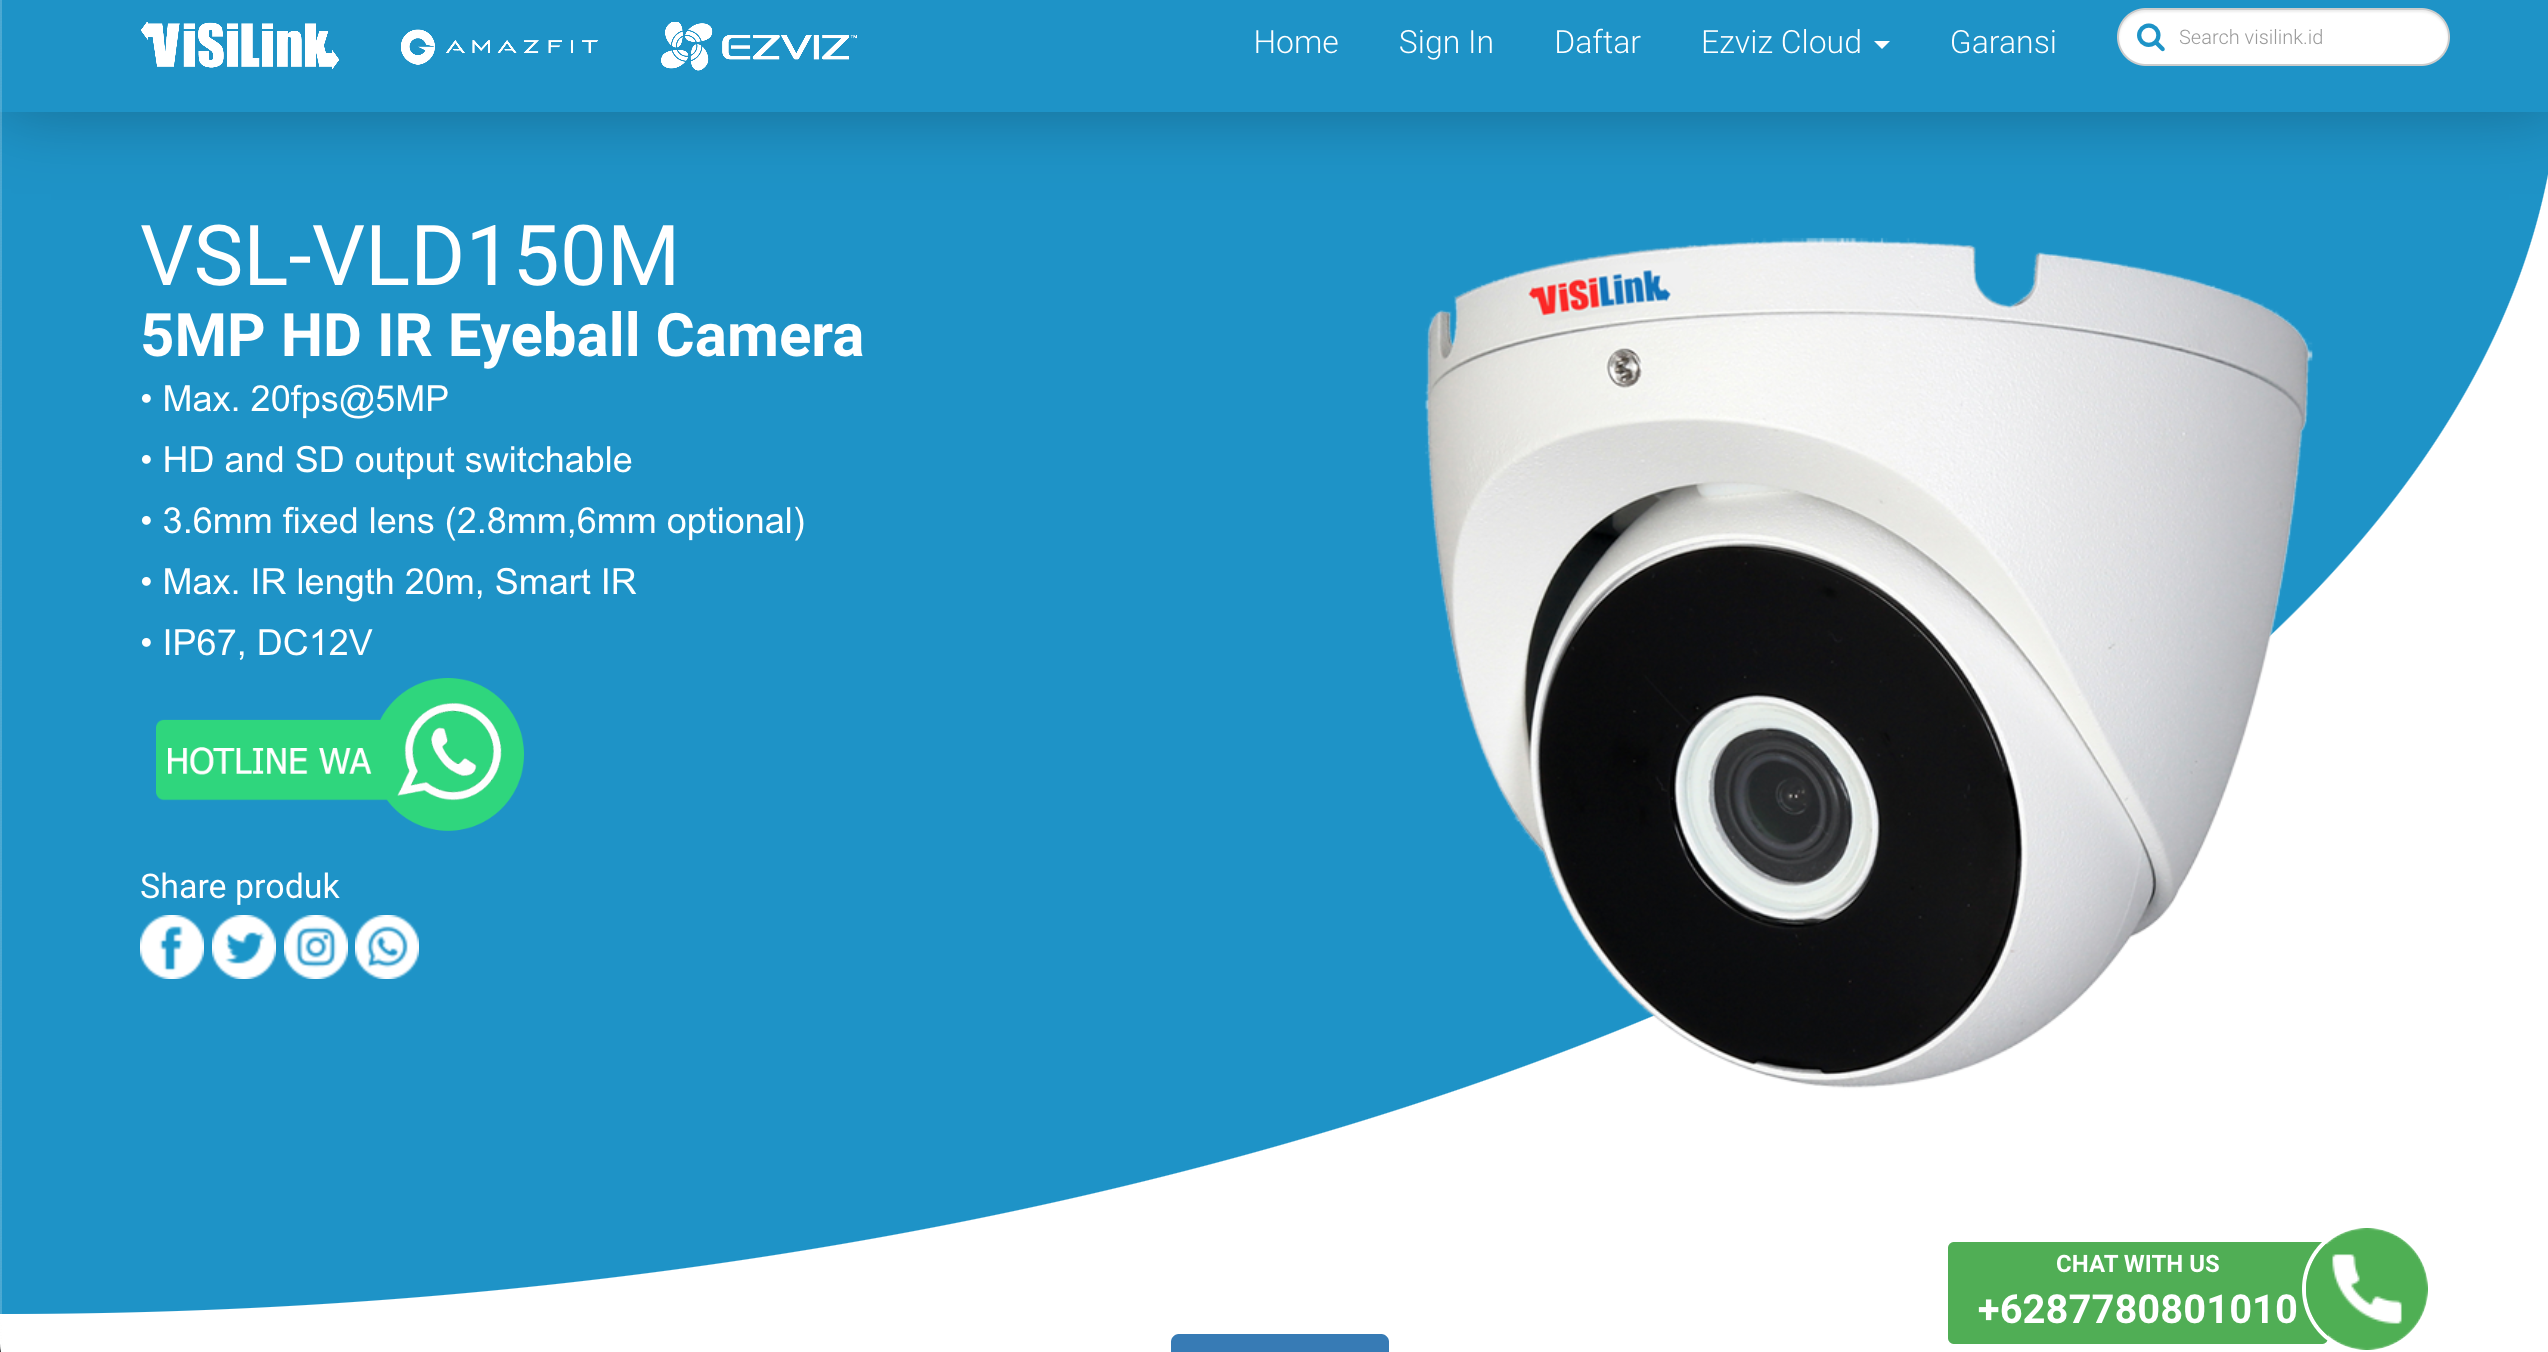 ViSiLink
AMAZFIT
EZVIZ™
Home
Sign In
Daftar
Ezviz Cloud
Garansi
Search visilink.id
VSL-VLD150M
5MP HD IR Eyeball Camera
• Max. 20fps@5MP
• HD and SD output switchable
• 3.6mm fixed lens (2.8mm,6mm optional)
• Max. IR length 20m, Smart IR
• IP67, DC12V
HOTLINE WA
Share produk
ViSiLink
CHAT WITH US
+6287780801010